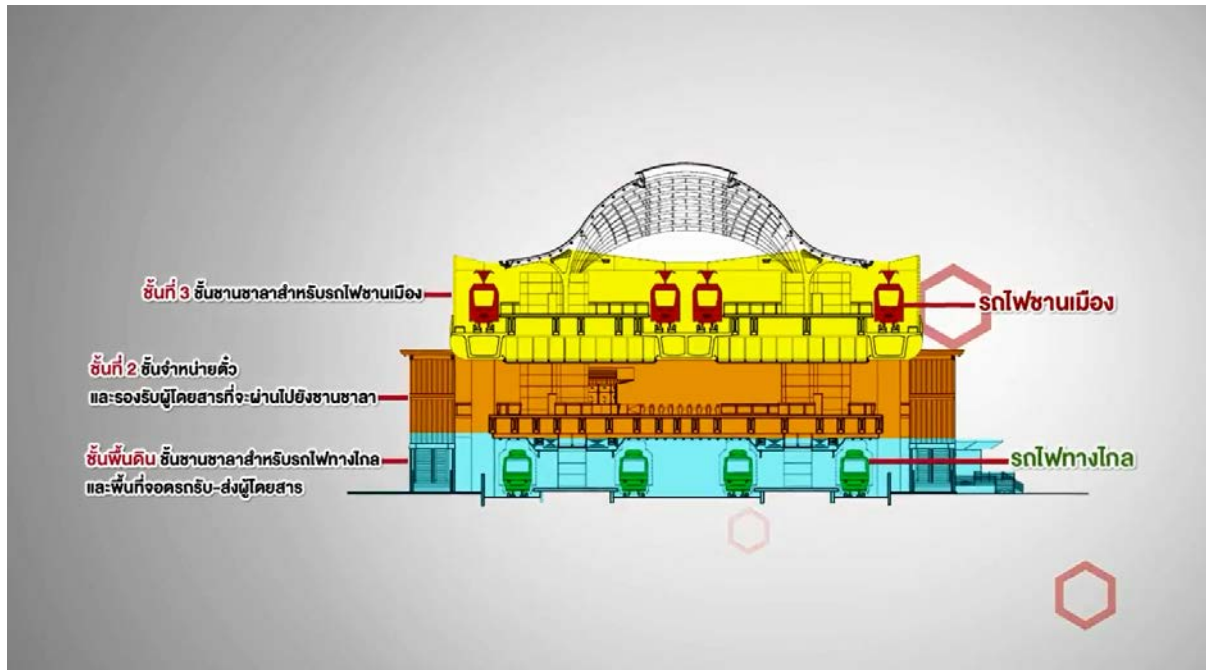 ชั้นที่ 3 ชั้นชานชาลาสำหรับรถไฟชานเมือง
รถไฟชานเมือง
ชั้นที่ 2 ชั้นจำหน่ายตั๋ว
และรองรับผู้โดยสารที่จะผ่านไปยังชานชาลา
ชั้นพื้นดิน ชั้นชานชาลาสำหรับรถไฟทางไกล
และพื้นที่จอดรถรับ-ส่งผู้โดยสาร
รถไฟทางไกล